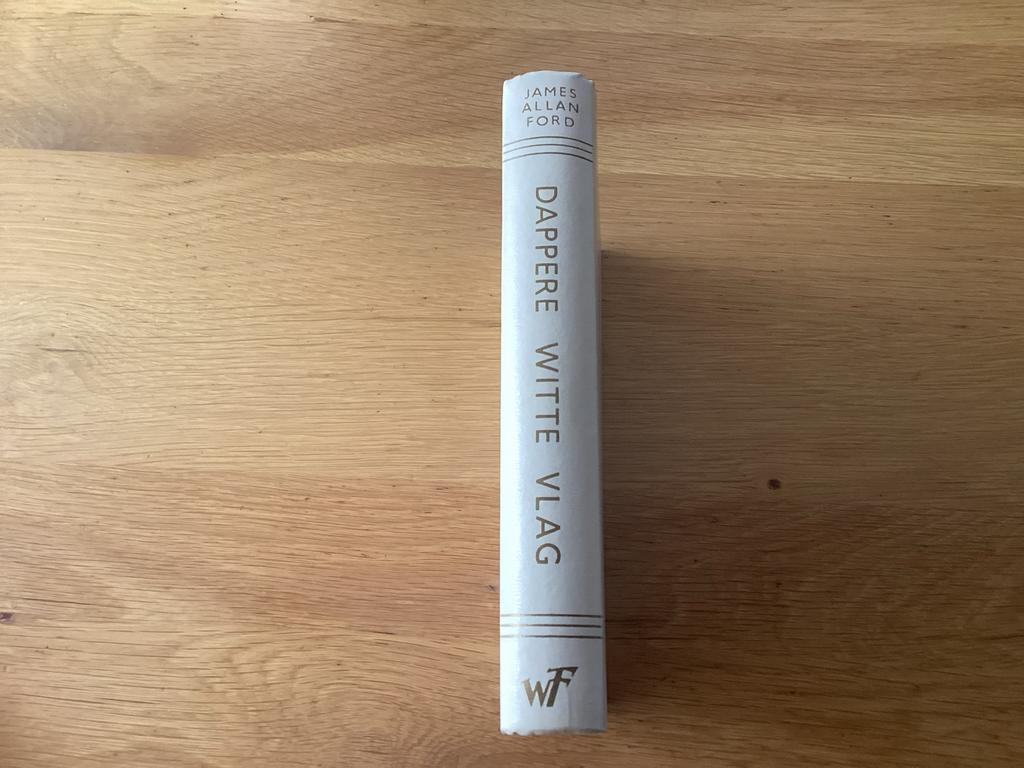 JAMES
ALLAN
FORD
DAPPERE WITTE VLAG
WF